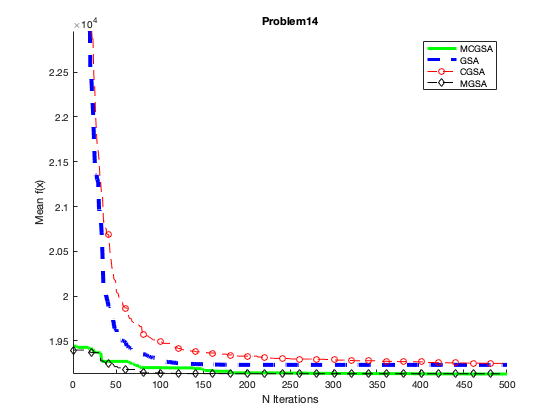 Problem14
×10⁴
2.25
2.2
2.15
2.1
2.05
2
1.95
Mean f(x)
0 50 100 150 200 250 300 350 400 450 500
N Iterations
MCGSA
GSA
CGSA
MGSA